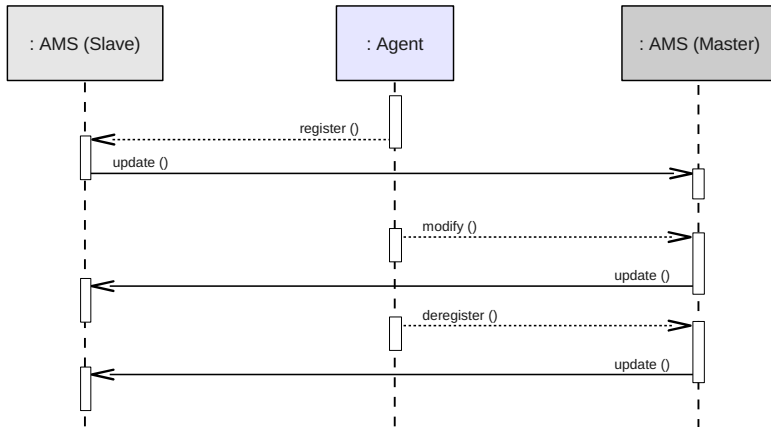 : AMS (Slave)
: Agent
: AMS (Master)
register ()
update ()
modify ()
update ()
deregister ()
update ()